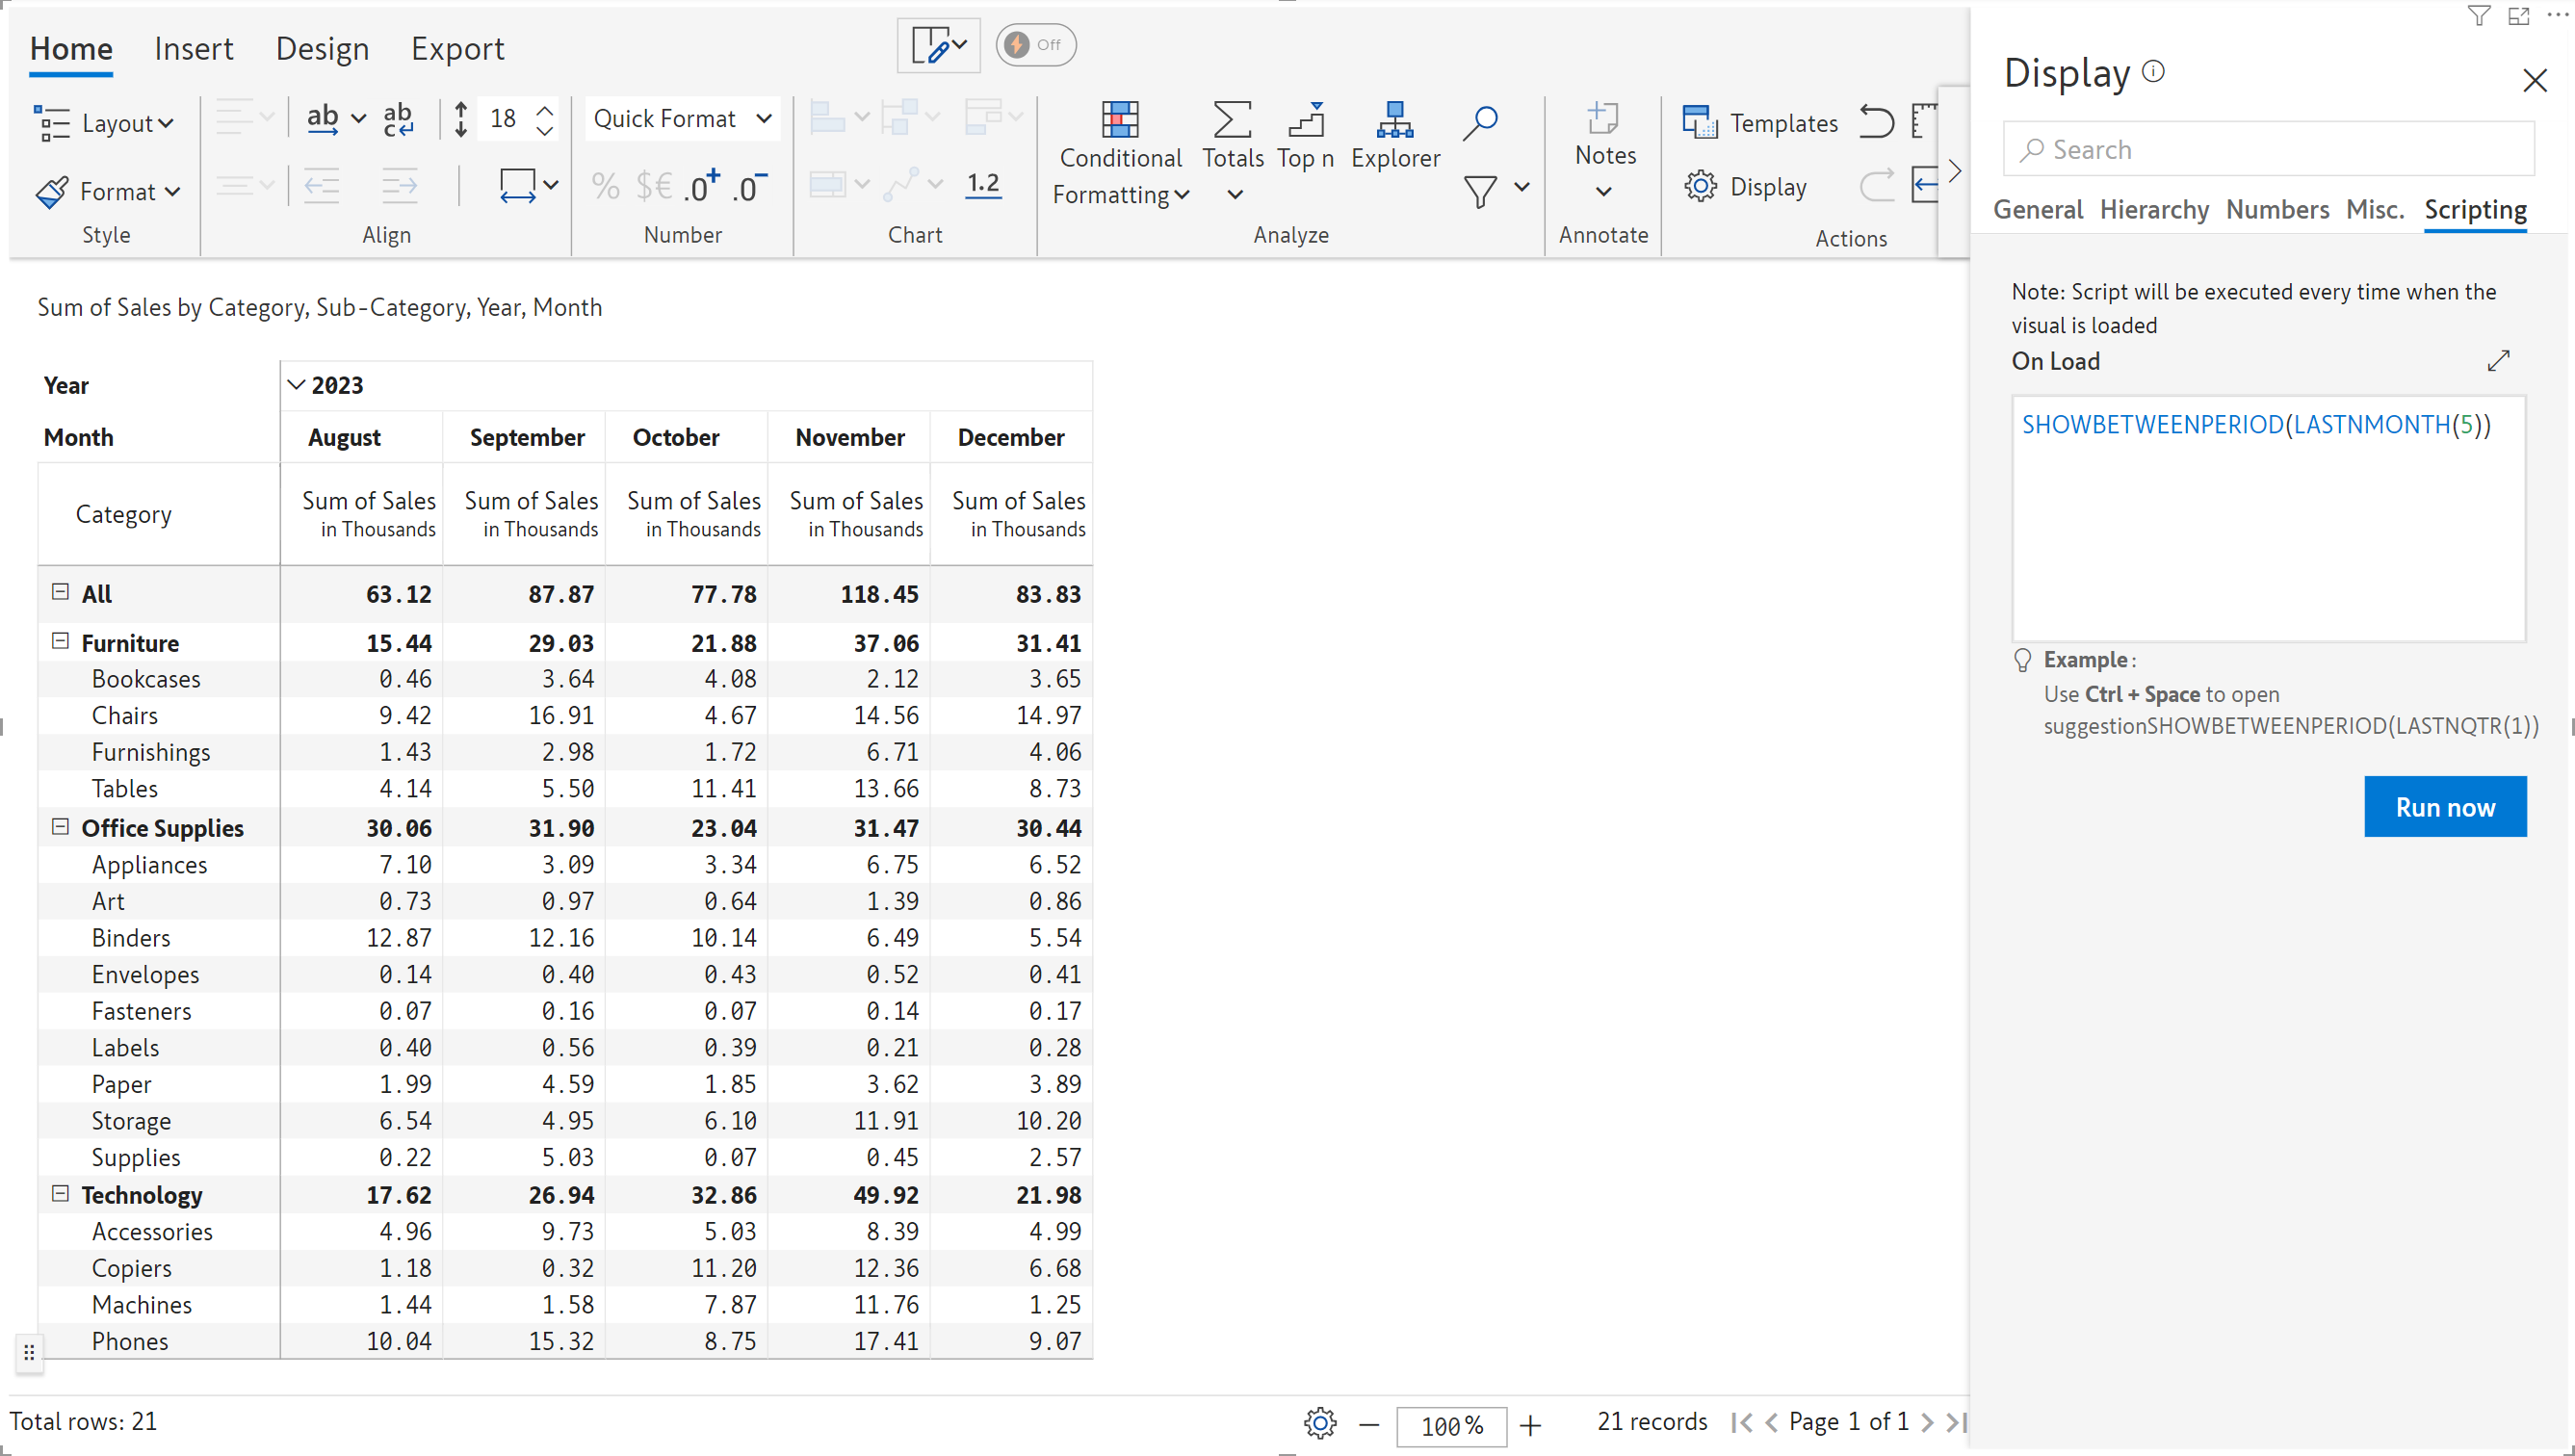 Home Insert Design Export
Off
Layout
Format
Style
ab
ab
c
18
Align
Quick Format
% $€ .0+ .0-
Number
1.2
Chart
Conditional
Formatting
Totals
Top n
Explorer
Analyze
Notes
Annotate
Templates
Display
Actions
Sum of Sales by Category, Sub-Category, Year, Month
Year 2023
Month August September October November December
Category Sum of Sales in Thousands Sum of Sales in Thousands Sum of Sales in Thousands Sum of Sales in Thousands Sum of Sales in Thousands
All 63.12 87.87 77.78 118.45 83.83
Furniture 15.44 29.03 21.88 37.06 31.41
Bookcases 0.46 3.64 4.08 2.12 3.65
Chairs 9.42 16.91 4.67 14.56 14.97
Furnishings 1.43 2.98 1.72 6.71 4.06
Tables 4.14 5.50 11.41 13.66 8.73
Office Supplies 30.06 31.90 23.04 31.47 30.44
Appliances 7.10 3.09 3.34 6.75 6.52
Art 0.73 0.97 0.64 1.39 0.86
Binders 12.87 12.16 10.14 6.49 5.54
Envelopes 0.14 0.40 0.43 0.52 0.41
Fasteners 0.07 0.16 0.07 0.14 0.17
Labels 0.40 0.56 0.39 0.21 0.28
Paper 1.99 4.59 1.85 3.62 3.89
Storage 6.54 4.95 6.10 11.91 10.20
Supplies 0.22 5.03 0.07 0.45 2.57
Technology 17.62 26.94 32.86 49.92 21.98
Accessories 4.96 9.73 5.03 8.39 4.99
Copiers 1.18 0.32 11.20 12.36 6.68
Machines 1.44 1.58 7.87 11.76 1.25
Phones 10.04 15.32 8.75 17.41 9.07
Total rows: 21
100%
21 records
Page 1 of 1
Display
Search
General Hierarchy Numbers Misc. Scripting
Note: Script will be executed every time when the
visual is loaded
On Load
SHOWBETWEENPERIOD(LASTNMONTH(5))
Example:
Use Ctrl + Space to open
suggestionSHOWBETWEENPERIOD(LASTNQTR(1))
Run now